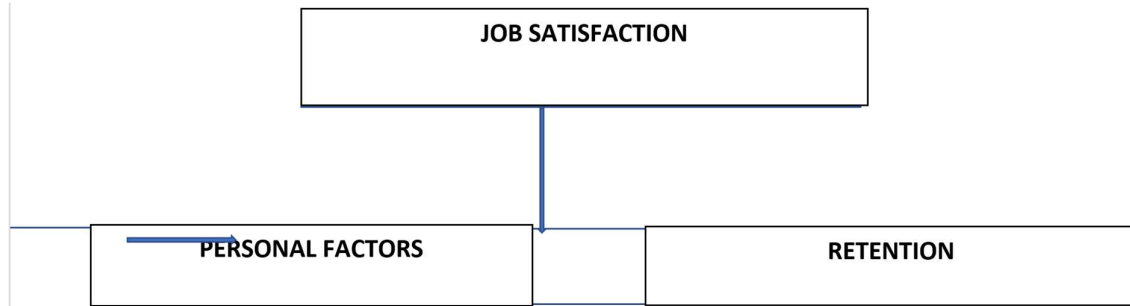 JOB SATISFACTION
PERSONAL FACTORS
RETENTION